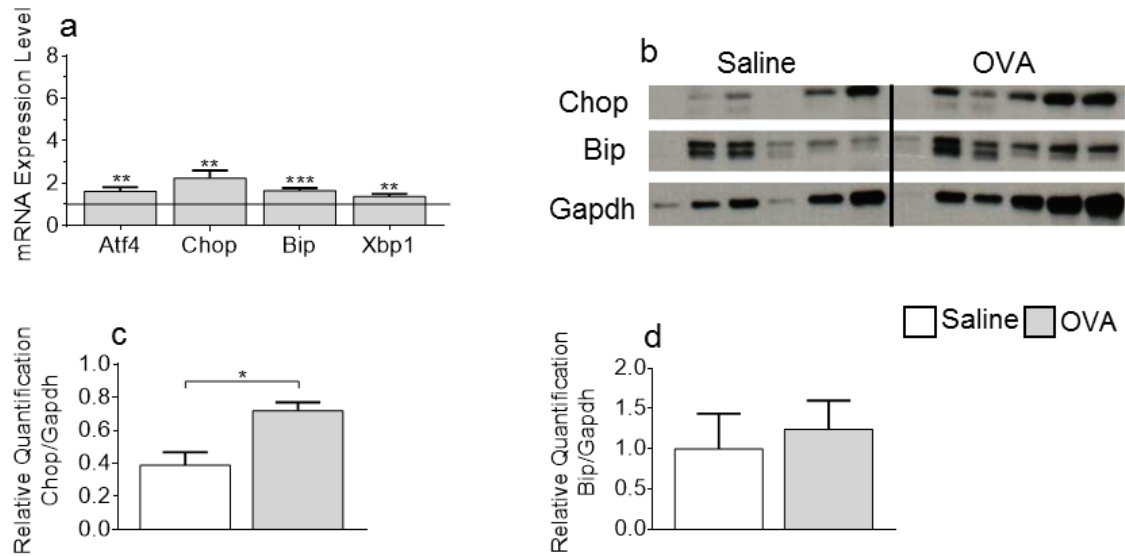 a
mRNA Expression Level
8
6
4
2
0
** ** *** **
Atf4 Chop Bip Xbp1
b
Saline OVA
Chop
Bip
Gapdh
Saline OVA
c
Relative Quantification
Chop/Gapdh
1.0
0.8
0.6
0.4
0.2
0.0
*
d
Relative Quantification
Bip/Gapdh
2.0
1.5
1.0
0.5
0.0